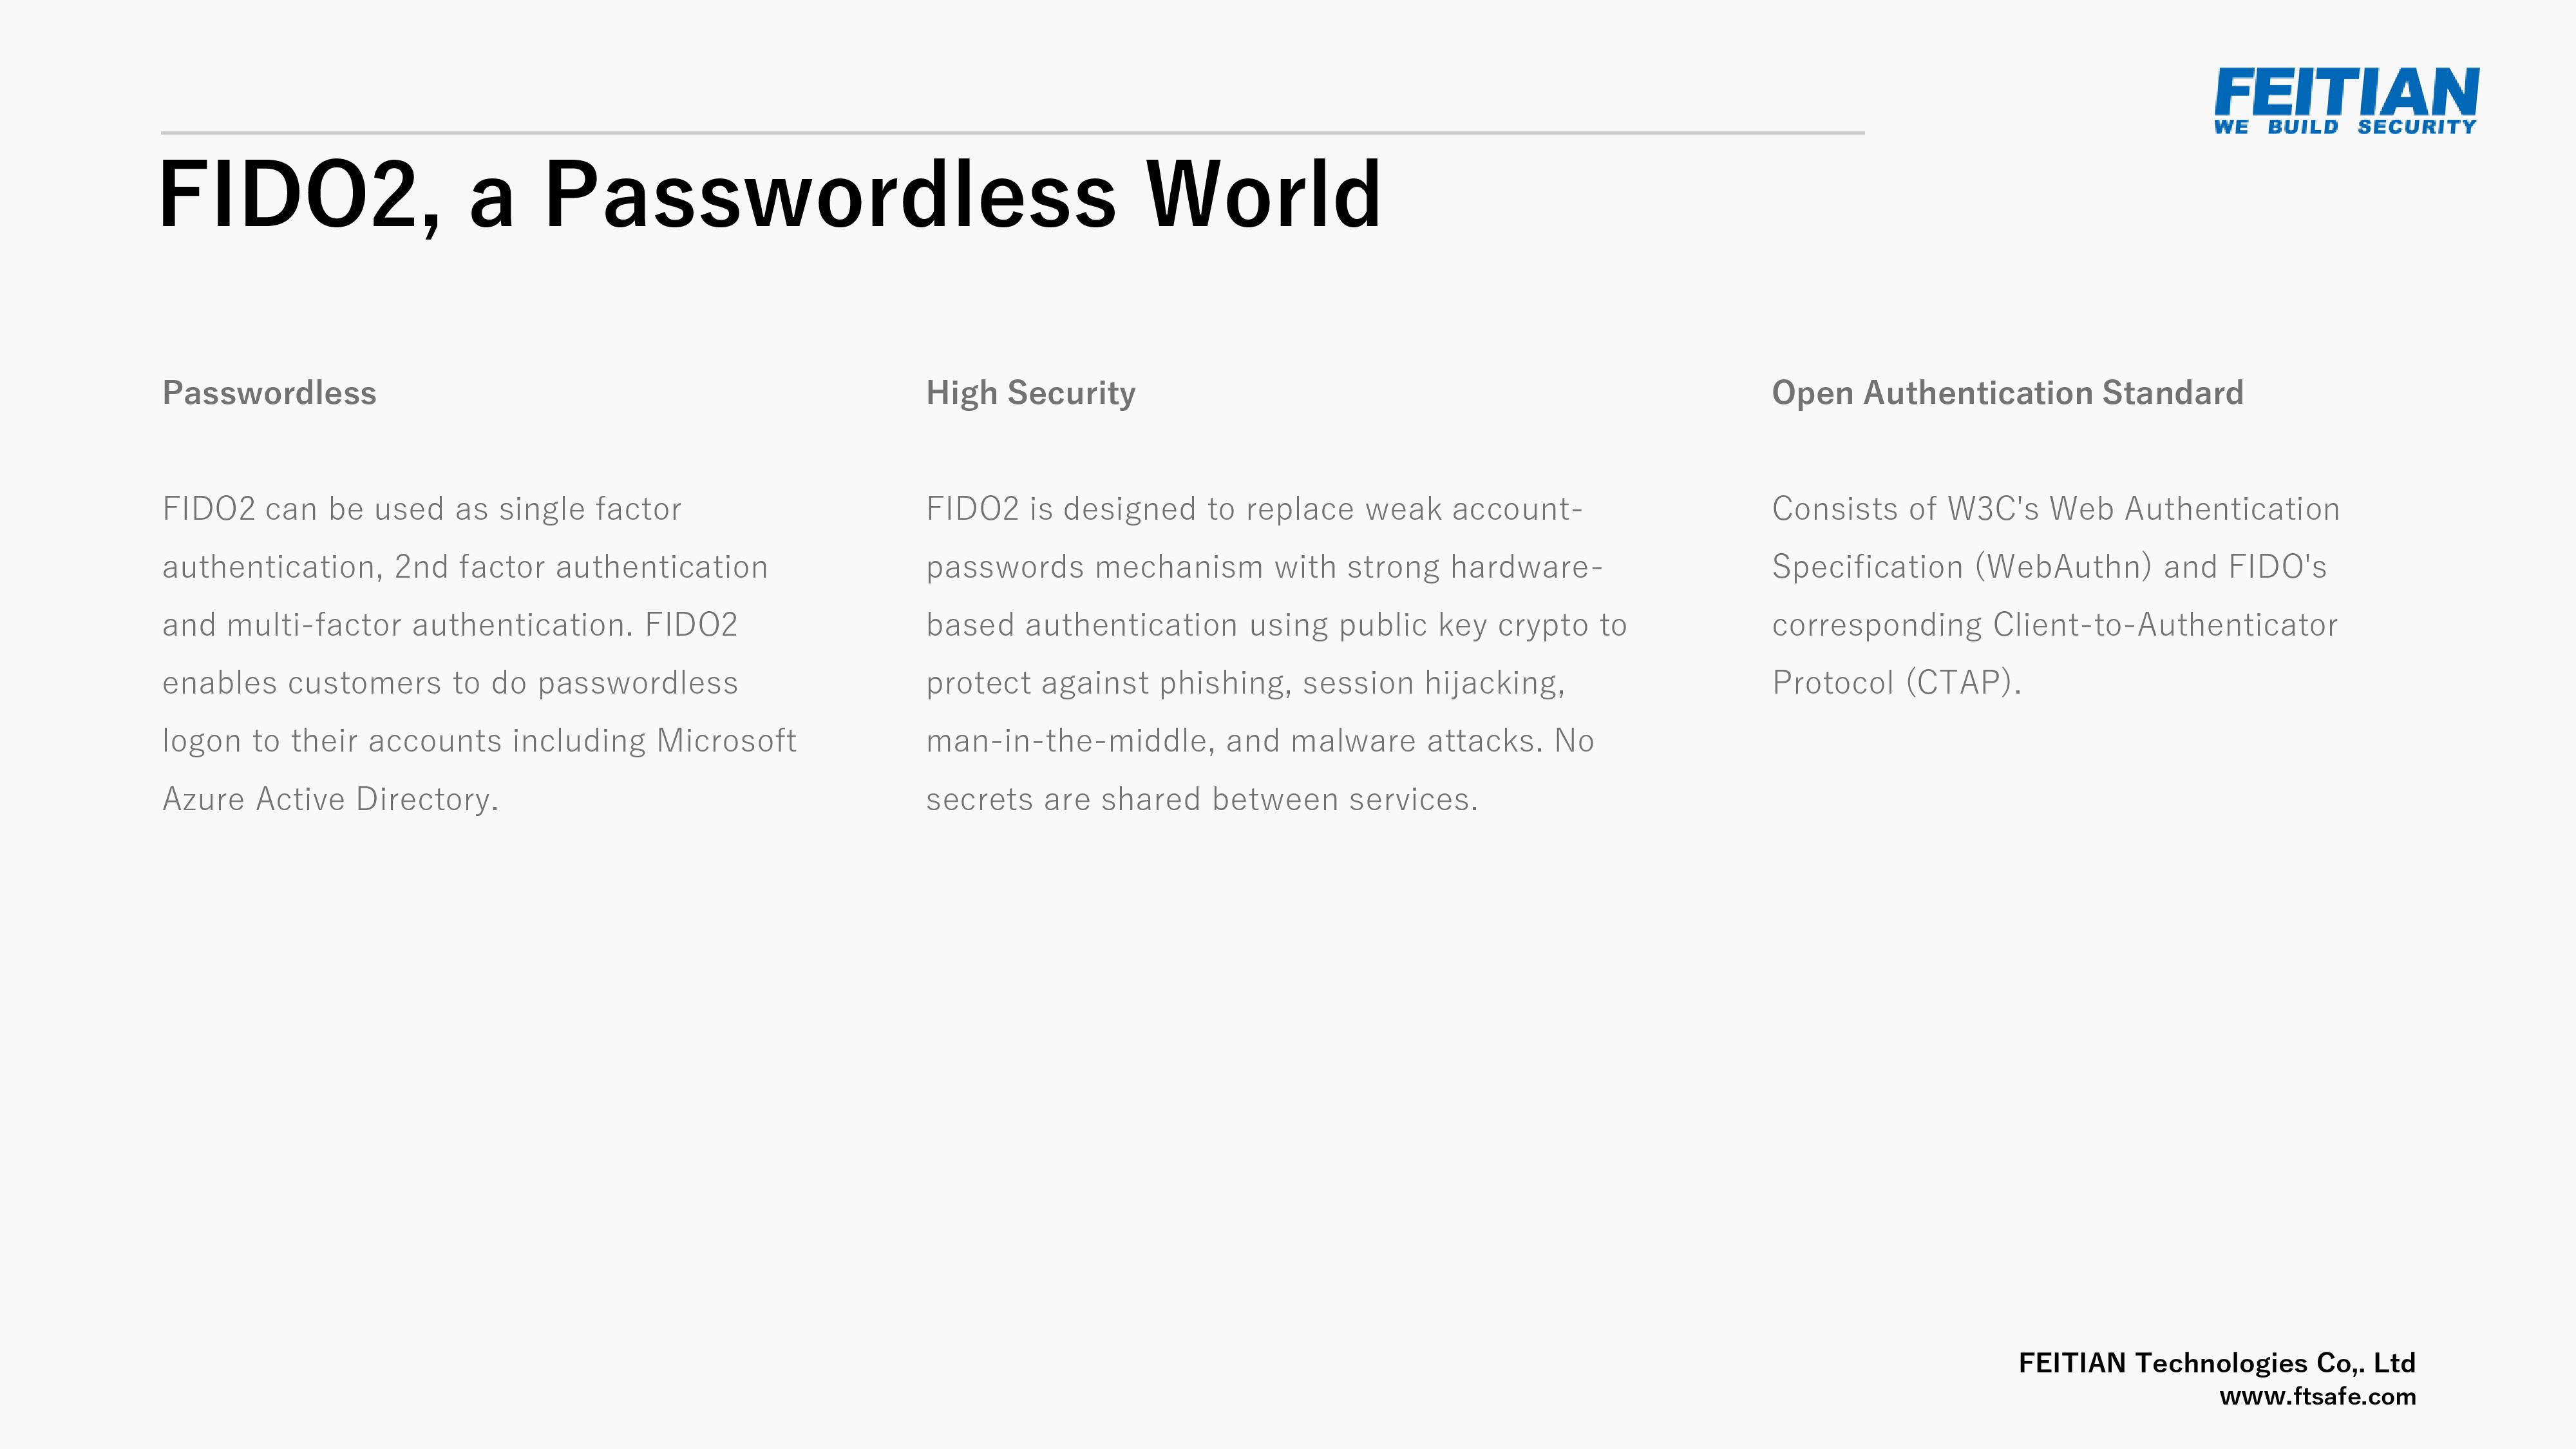 FEITIAN
WE BUILD SECURITY
FIDO2, a Passwordless World
Passwordless
FIDO2 can be used as single factor
authentication, 2nd factor authentication
and multi-factor authentication. FIDO2
enables customers to do passwordless
logon to their accounts including Microsoft
Azure Active Directory.
High Security
FIDO2 is designed to replace weak account-
passwords mechanism with strong hardware-
based authentication using public key crypto to
protect against phishing, session hijacking,
man-in-the-middle, and malware attacks. No
secrets are shared between services.
Open Authentication Standard
Consists of W3C's Web Authentication
Specification (WebAuthn) and FIDO's
corresponding Client-to-Authenticator
Protocol (CTAP).
FEITIAN Technologies Co,. Ltd
www.ftsafe.com